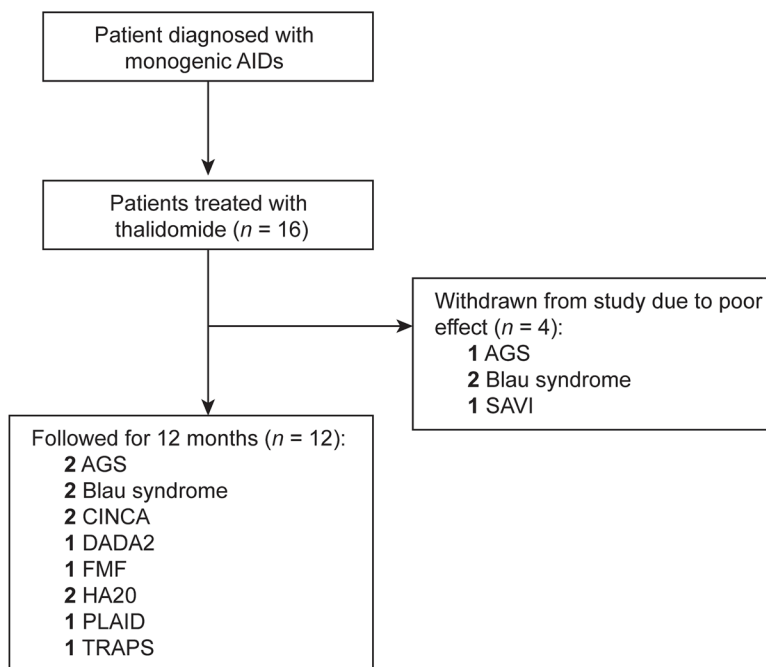 Patient diagnosed with
monogenic AIDs
Patients treated with
thalidomide (n = 16)
Withdrawn from study due to poor
effect (n = 4):
1 AGS
2 Blau syndrome
1 SAVI
Followed for 12 months (n = 12):
2 AGS
2 Blau syndrome
2 CINCA
1 DADA2
1 FMF
2 HA20
1 PLAID
1 TRAPS